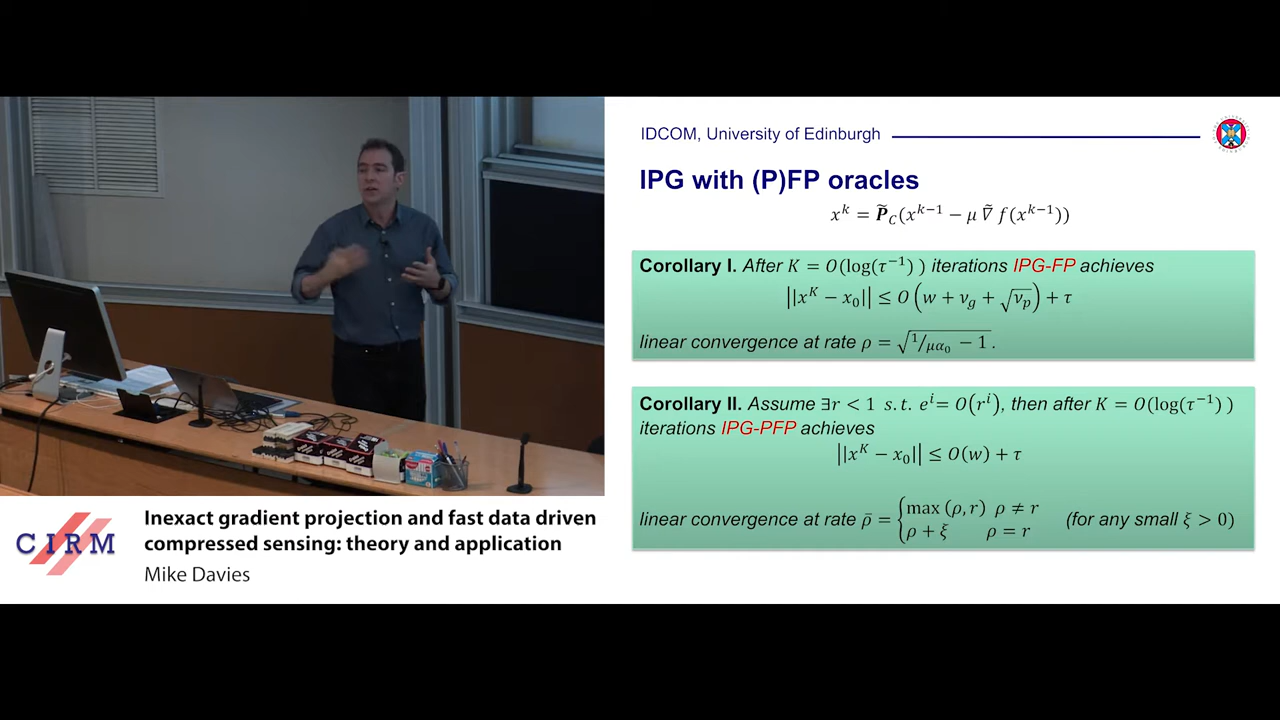 IDCOM, University of Edinburgh
IPG with (P)FP oracles
x^k = P̃_C(x^{k−1} − μ ∇̃ f(x^{k−1}))
Corollary I. After K = O(log(τ^{−1}) ) iterations IPG-FP achieves
||x^K − x_0|| ≤ O(w + ν_g + √ν_p) + τ
linear convergence at rate ρ = √(1/μα_0 − 1).
Corollary II. Assume ∃r < 1 s.t. e^i = O(r^i), then after K = O(log(τ^{−1}) )
iterations IPG-PFP achieves
||x^K − x_0|| ≤ O(w) + τ
linear convergence at rate ρ̄ = { max (ρ, r) ρ ≠ r
ρ + ξ ρ = r (for any small ξ > 0)
CIRM
Inexact gradient projection and fast data driven
compressed sensing: theory and application
Mike Davies